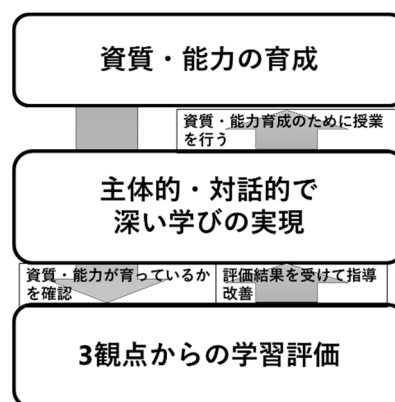 資質・能力の育成
資質・能力育成のために授業
を行う
主体的・対話的で
深い学びの実現
資質・能力が育っているか
を確認
評価結果を受けて指導
改善
3観点からの学習評価